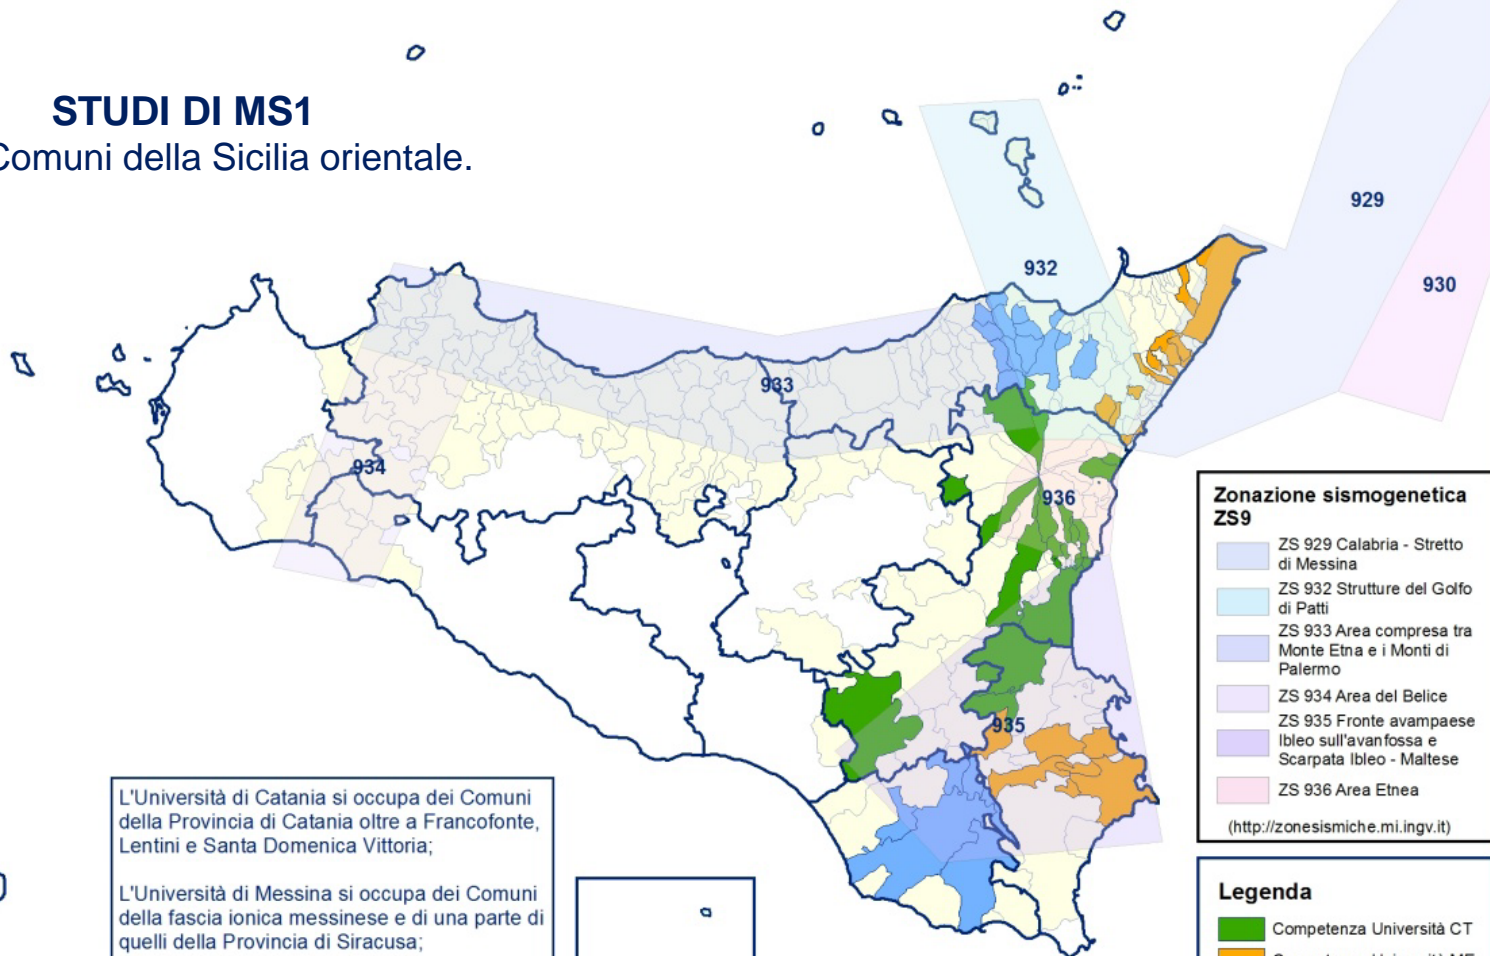 STUDI DI MS1
Comuni della Sicilia orientale.
929
930
932
933
934
936
935
Zonazione sismogenetica
ZS9
ZS 929 Calabria - Stretto
di Messina
ZS 932 Strutture del Golfo
di Patti
ZS 933 Area compresa tra
Monte Etna e i Monti di
Palermo
ZS 934 Area del Belice
ZS 935 Fronte avampaese
Ibleo sull'avanfossa e
Scarpata Ibleo - Maltese
ZS 936 Area Etnea
(http://zonesismiche.mi.ingv.it)
L'Università di Catania si occupa dei Comuni
della Provincia di Catania oltre a Francofonte,
Lentini e Santa Domenica Vittoria;
L'Università di Messina si occupa dei Comuni
della fascia ionica messinese e di una parte di
quelli della Provincia di Siracusa;
Legenda
Competenza Università CT
Competenza Università ME